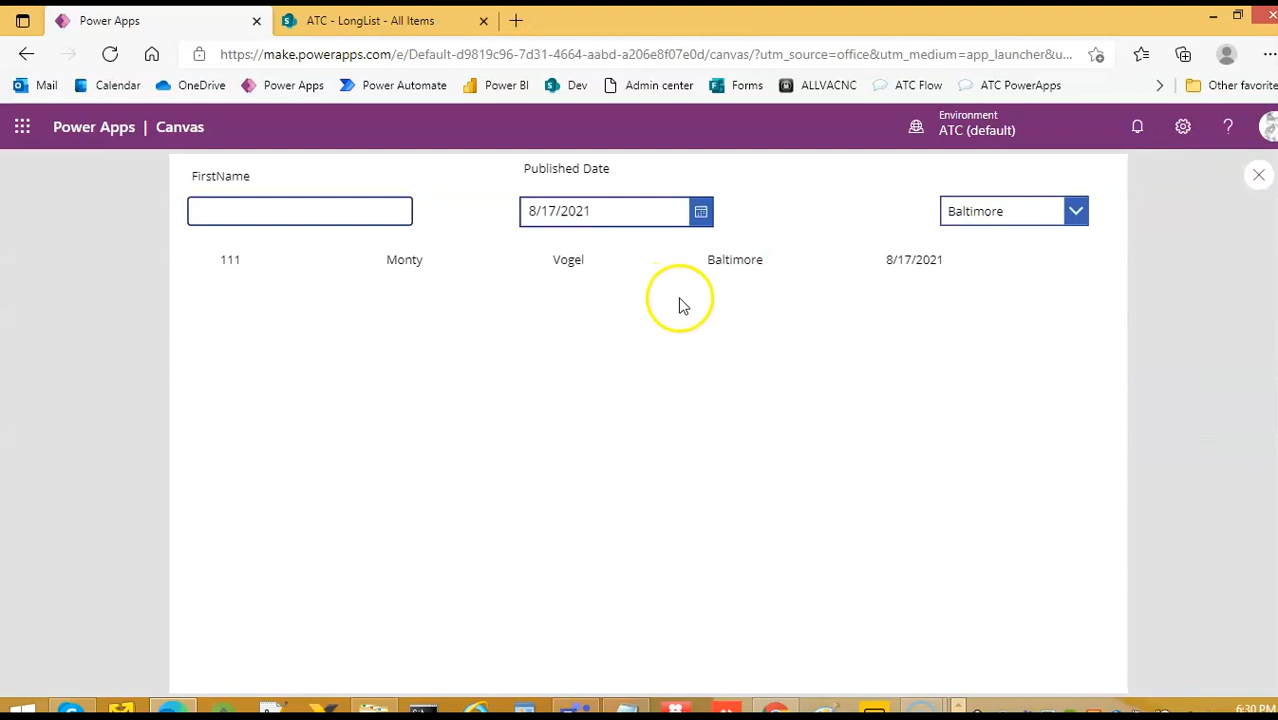 Power Apps
ATC - LongList - All Items
https://make.powerapps.com/e/Default-d9819c96-7d31-4664-aabd-a206e8f07e0d/canvas/?utm_source=office&utm_medium=app_launcher&u...
Mail Calendar OneDrive Power Apps Power Automate Power BI Dev Admin center Forms ALLVACNC ATC Flow ATC PowerApps Other favorite
Power Apps | Canvas
Environment
ATC (default)
FirstName
Published Date
8/17/2021
Baltimore
111 Monty Vogel Baltimore 8/17/2021
6:30 PM